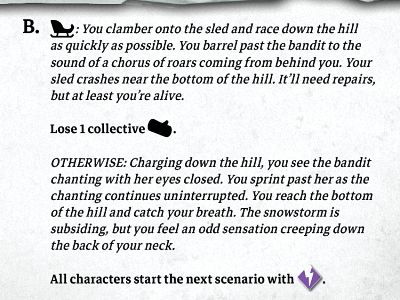 B. : You clamber onto the sled and race down the hill
as quickly as possible. You barrel past the bandit to the
sound of a chorus of roars coming from behind you. Your
sled crashes near the bottom of the hill. It'll need repairs,
but at least you're alive.
Lose 1 collective .
OTHERWISE: Charging down the hill, you see the bandit
chanting with her eyes closed. You sprint past her as the
chanting continues uninterrupted. You reach the bottom
of the hill and catch your breath. The snowstorm is
subsiding, but you feel an odd sensation creeping down
the back of your neck.
All characters start the next scenario with .